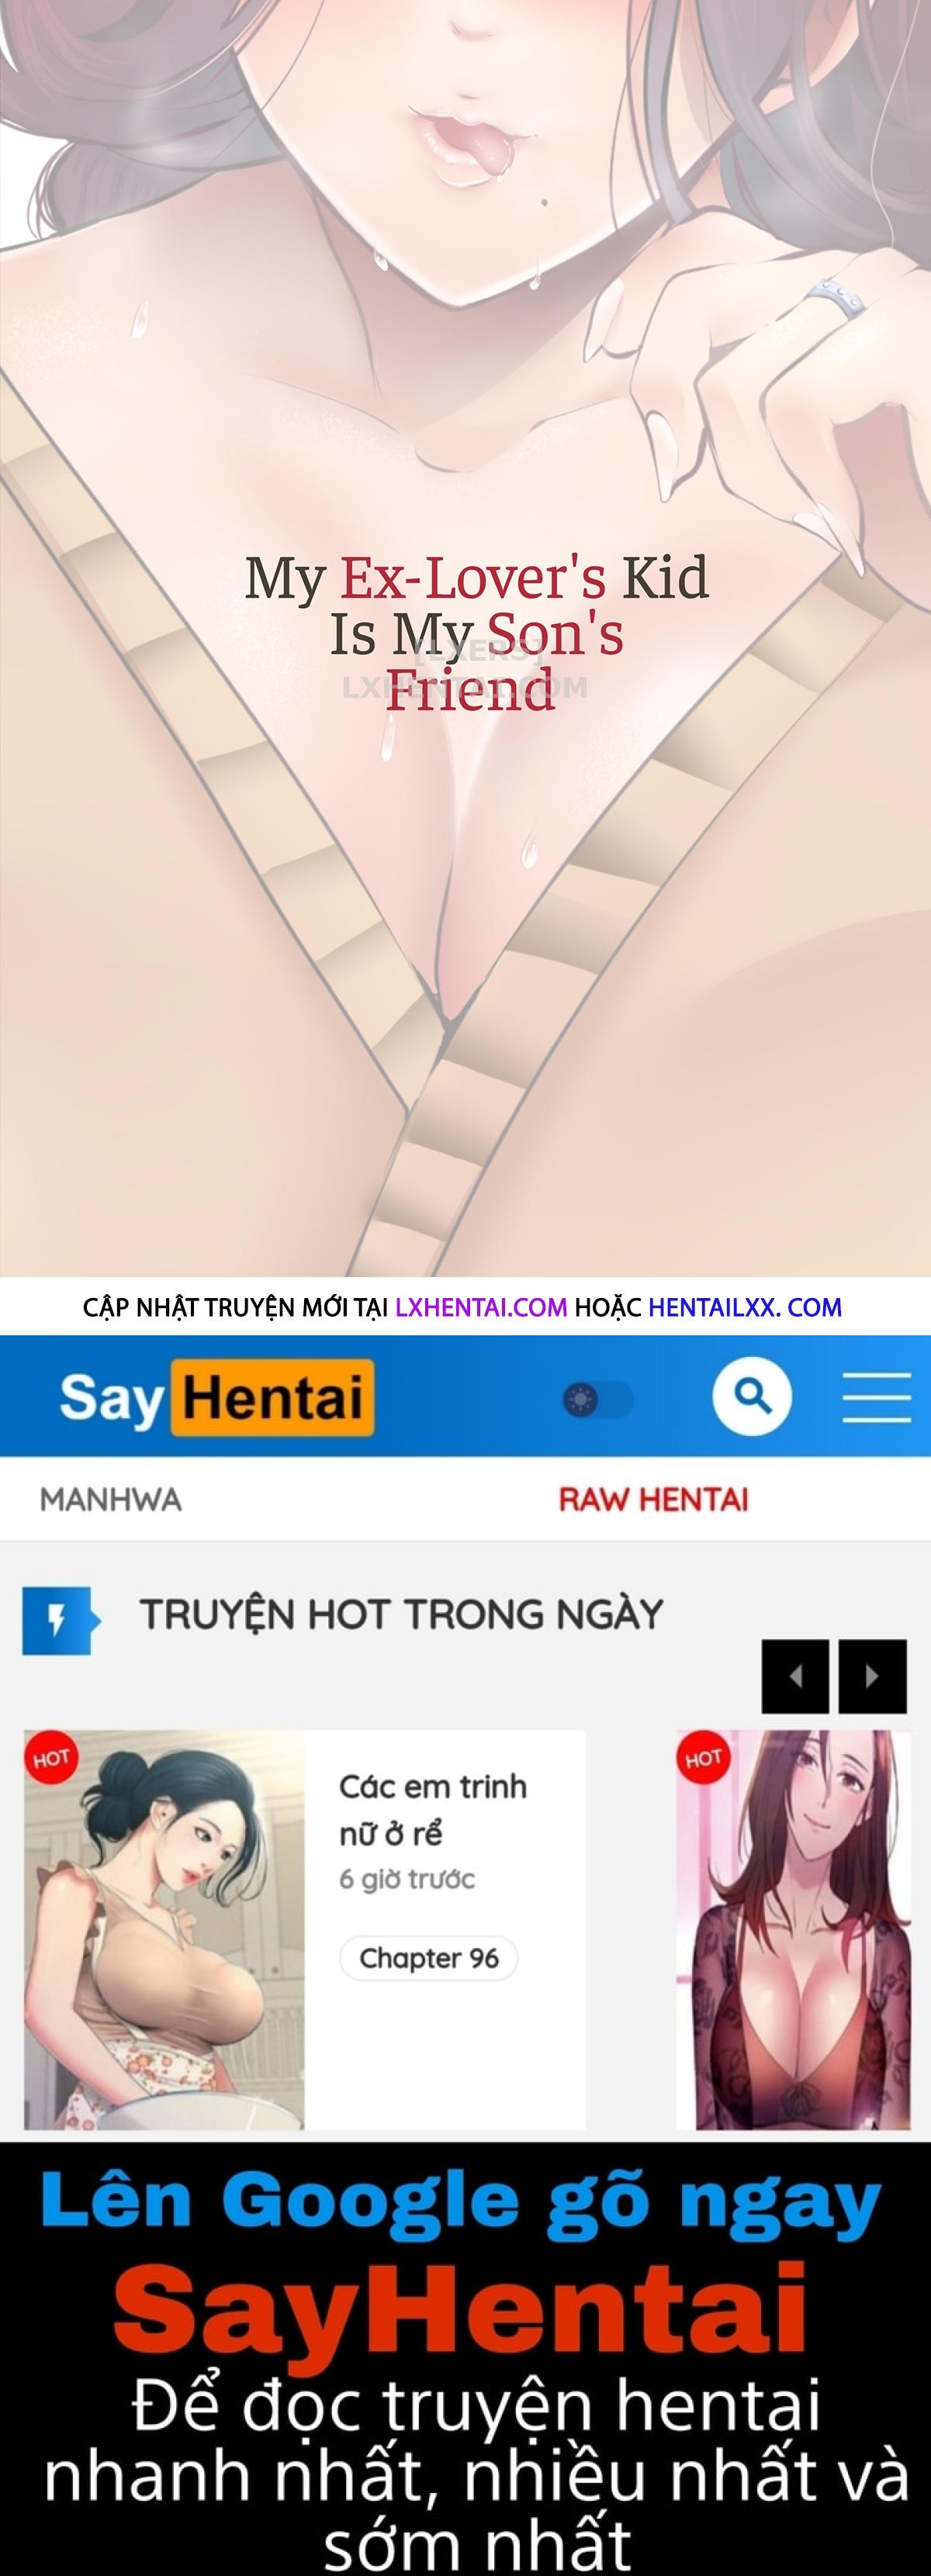 My Ex-Lover's Kid
Is My Son's
Friend
[LXERS]
LXHENTAI.COM
CẬP NHẬT TRUYỆN MỚI TẠI LXHENTAI.COM HOẶC HENTAILXX. COM
Say Hentai
MANHWA RAW HENTAI
TRUYỆN HOT TRONG NGÀY
HOT
HOT
Các em trinh
nữ ở rể
6 giờ trước
Chapter 96
Lên Google gõ ngay
SayHentai
Để đọc truyện hentai
nhanh nhất, nhiều nhất và
sớm nhất